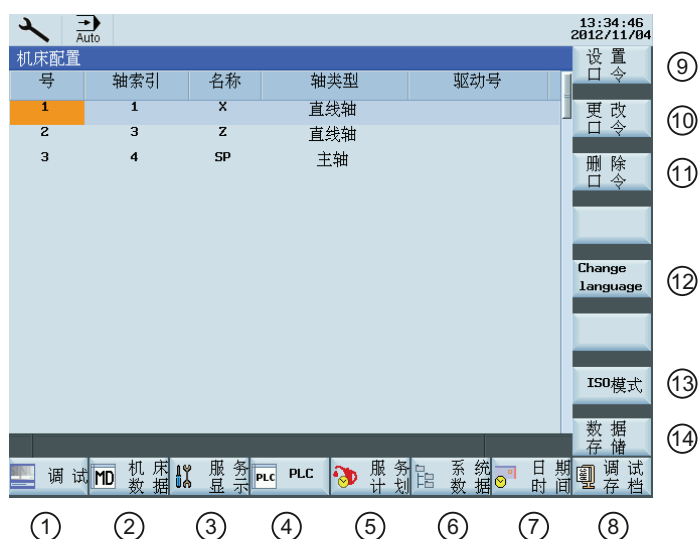 13:34:46
Auto
2012/11/04
机床配置
号 轴索引 名称 轴类型 驱动号
1 1 X 直线轴
2 3 Z 直线轴
3 4 SP 主轴
设置
口令
⑨
更改
口令
⑩
删除
口令
⑪
Change
language
⑫
ISO模式
⑬
数据
存储
⑭
调试
MD 机床
数据
服务
显示
PLC PLC
服务
计划
系统
数据
日期
时间
调试
存档
① ② ③ ④ ⑤ ⑥ ⑦ ⑧